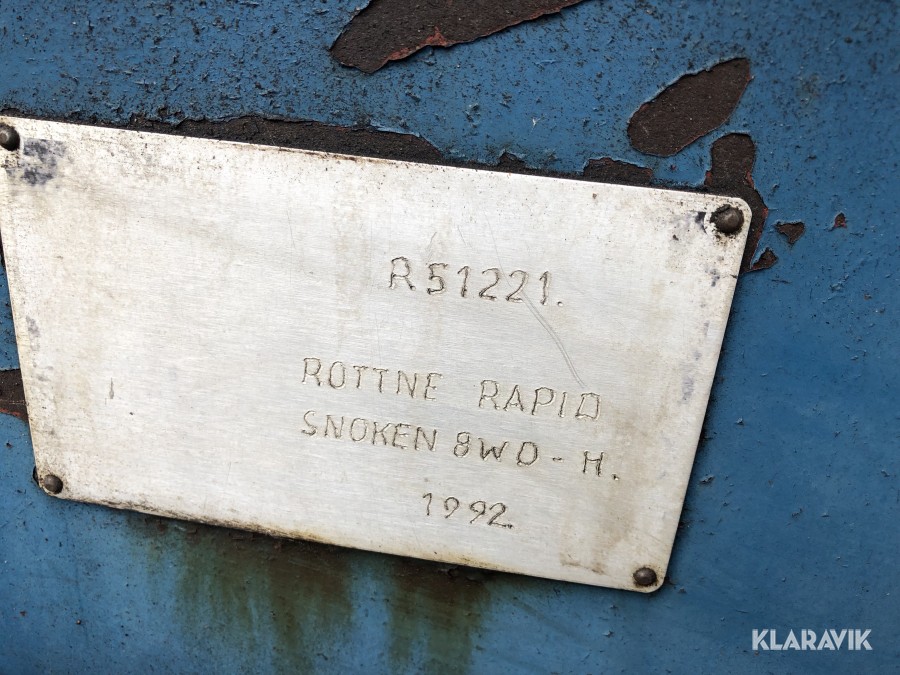 R51221.
ROTTNE RAPID
SNOKEN 8WD-H.
1992
KLARAVIK